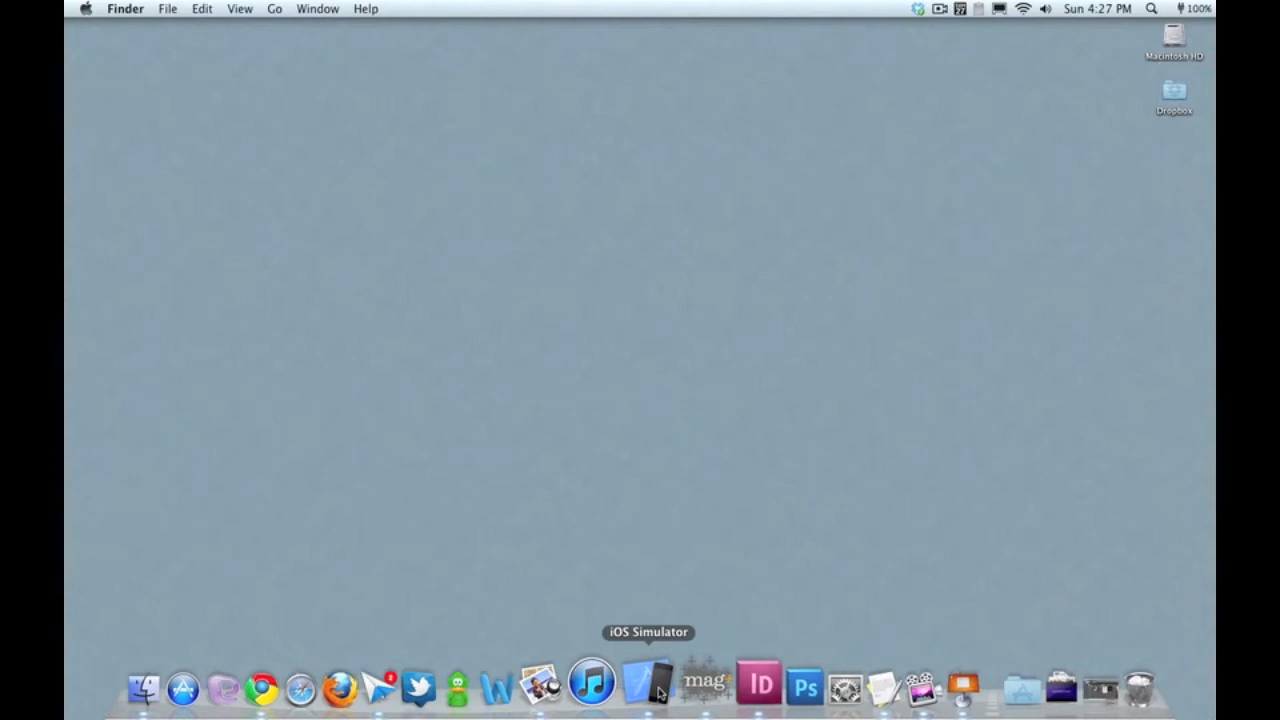 Finder File Edit View Go Window Help Sun 4:27 PM 100%
Macintosh HD
Dropbox
iOS Simulator
3
W
mag+
ID
Ps